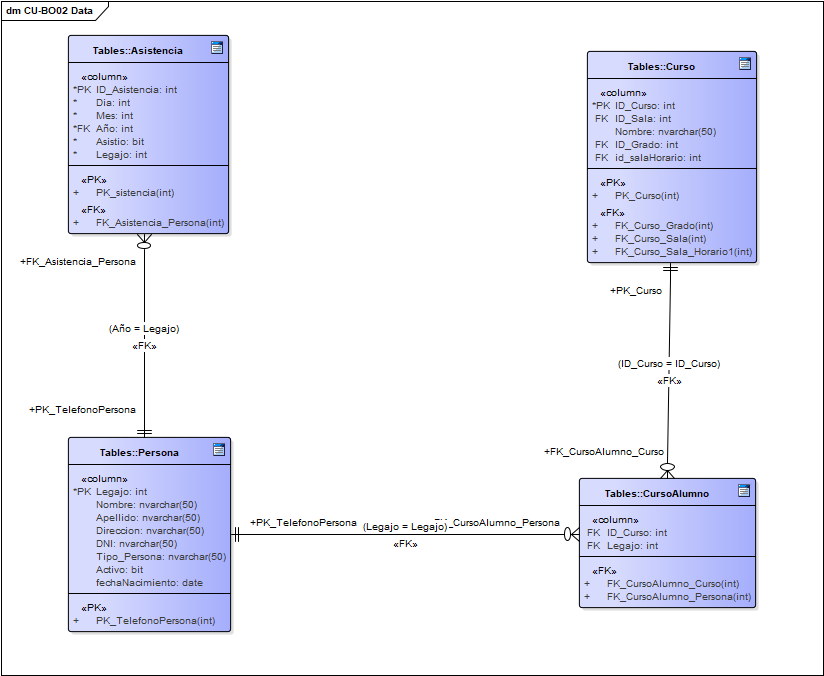 dm CU-BO02 Data
Tables::Asistencia
«column»
*PK ID_Asistencia: int
* Dia: int
* Mes: int
*FK Año: int
* Asistio: bit
* Legajo: int
«PK»
+ PK_sistencia(int)
«FK»
+ FK_Asistencia_Persona(int)
+FK_Asistencia_Persona
(Año = Legajo)
«FK»
+PK_TelefonoPersona
Tables::Persona
«column»
*PK Legajo: int
Nombre: nvarchar(50)
Apellido: nvarchar(50)
Direccion: nvarchar(50)
DNI: nvarchar(50)
Tipo_Persona: nvarchar(50)
Activo: bit
fechaNacimiento: date
«PK»
+ PK_TelefonoPersona(int)
+PK_TelefonoPersona
(Legajo = Legajo)
_CursoAlumno_Persona
«FK»
Tables::Curso
«column»
*PK ID_Curso: int
FK ID_Sala: int
Nombre: nvarchar(50)
FK ID_Grado: int
FK id_salaHorario: int
«PK»
+ PK_Curso(int)
«FK»
+ FK_Curso_Grado(int)
+ FK_Curso_Sala(int)
+ FK_Curso_Sala_Horario1(int)
+PK_Curso
(ID_Curso = ID_Curso)
«FK»
+FK_CursoAlumno_Curso
Tables::CursoAlumno
«column»
FK ID_Curso: int
FK Legajo: int
«FK»
+ FK_CursoAlumno_Curso(int)
+ FK_CursoAlumno_Persona(int)